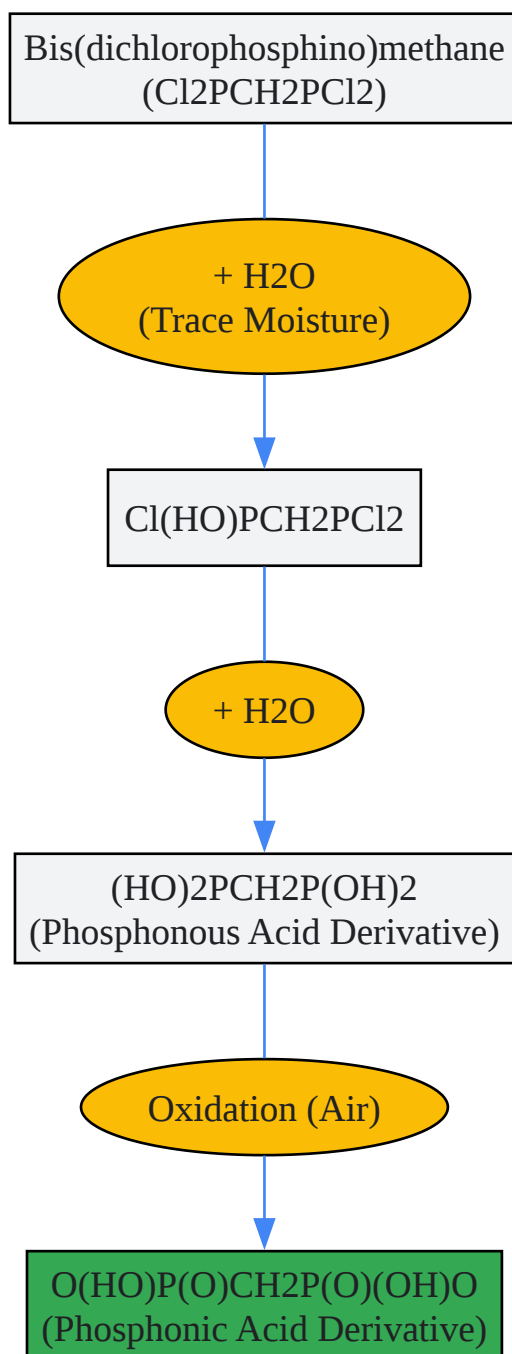 Bis(dichlorophosphino)methane
(Cl2PCH2PCl2)
+ H2O
(Trace Moisture)
Cl(HO)PCH2PCl2
+ H2O
(HO)2PCH2P(OH)2
(Phosphonous Acid Derivative)
Oxidation (Air)
O(HO)P(O)CH2P(O)(OH)O
(Phosphonic Acid Derivative)